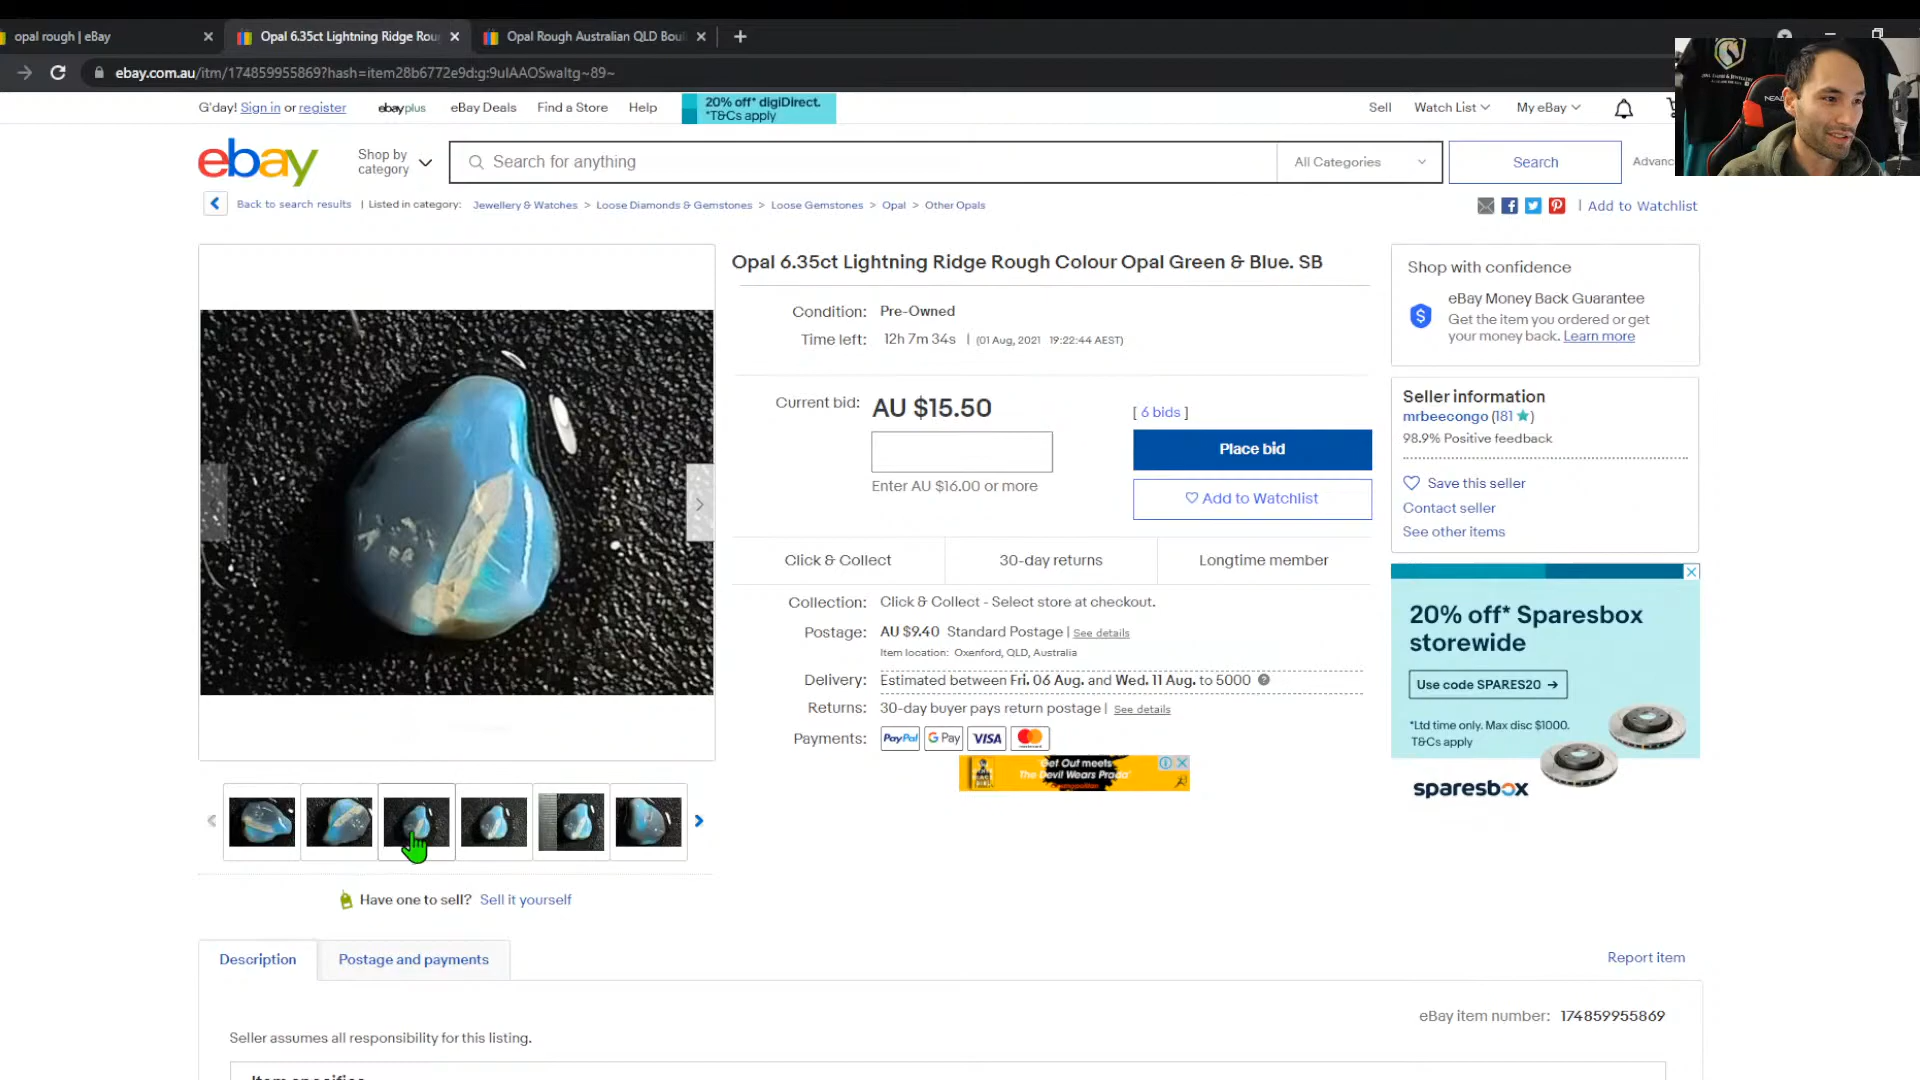 opal rough | eBay
Opal 6.35ct Lightning Ridge Rou
Opal Rough Australian QLD Boul
ebay.com.au/itm/174859955869?hash=item28b6772e9d:g:9uIAAOSwaItg~89~
G'day! Sign in or register
ebayplus
eBay Deals
Find a Store
Help
20% off* digiDirect.
*T&Cs apply
Sell
Watch List
My eBay
ebay
Shop by
category
Search for anything
All Categories
Search
Advanc
Back to search results
Listed in category:
Jewellery & Watches > Loose Diamonds & Gemstones > Loose Gemstones > Opal > Other Opals
| Add to Watchlist
Opal 6.35ct Lightning Ridge Rough Colour Opal Green & Blue. SB
Condition: Pre-Owned
Time left: 12h 7m 34s | (01 Aug, 2021 19:22:44 AEST)
Current bid: AU $15.50
[ 6 bids ]
Place bid
Enter AU $16.00 or more
Add to Watchlist
Click & Collect
30-day returns
Longtime member
Collection: Click & Collect - Select store at checkout.
Postage: AU $9.40 Standard Postage | See details
Item location: Oxenford, QLD, Australia
Delivery: Estimated between Fri. 06 Aug. and Wed. 11 Aug. to 5000
Returns: 30-day buyer pays return postage | See details
Payments: PayPal G Pay VISA
'Get Out meets
The Devil Wears Prada'
Shop with confidence
eBay Money Back Guarantee
Get the item you ordered or get
your money back. Learn more
Seller information
mrbeecongo (181 ★)
98.9% Positive feedback
Save this seller
Contact seller
See other items
20% off* Sparesbox
storewide
Use code SPARES20 →
*Ltd time only. Max disc $1000.
T&Cs apply
sparesbox
Have one to sell? Sell it yourself
Description
Postage and payments
Report item
eBay item number: 174859955869
Seller assumes all responsibility for this listing.
Item specifics